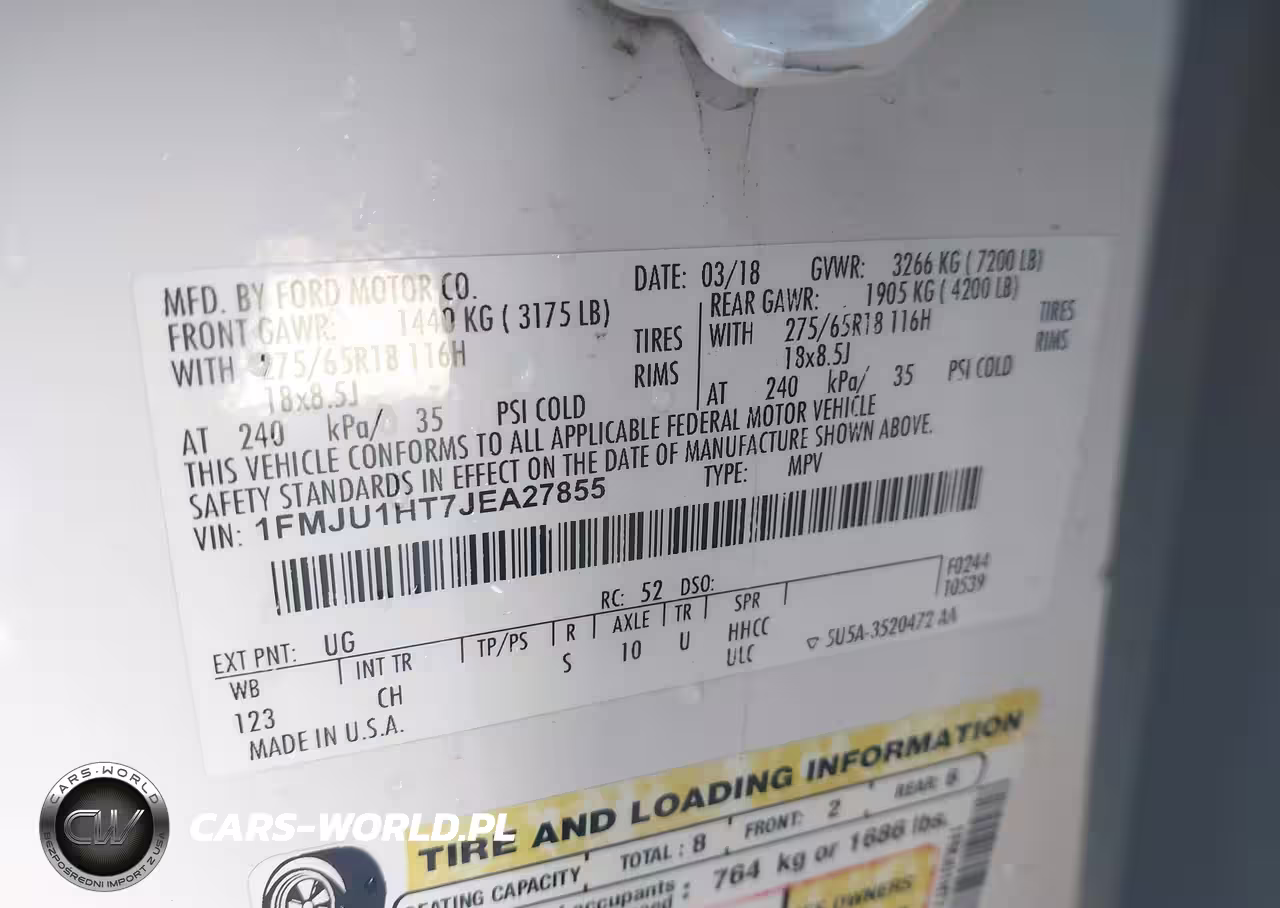 MFD. BY FORD MOTOR CO.
DATE: 03/18
GVWR: 3266 KG ( 7200 LB)
FRONT GAWR: 1440 KG ( 3175 LB)
REAR GAWR: 1905 KG ( 4200 LB)
WITH 275/65R18 116H TIRES
WITH 275/65R18 116H TIRES
18x8.5J RIMS
18x8.5J RIMS
AT 240 kPa/ 35 PSI COLD
AT 240 kPa/ 35 PSI COLD
THIS VEHICLE CONFORMS TO ALL APPLICABLE FEDERAL MOTOR VEHICLE
SAFETY STANDARDS IN EFFECT ON THE DATE OF MANUFACTURE SHOWN ABOVE.
VIN: 1FMJU1HT7JEA27855
TYPE: MPV
F0244
10539
EXT PNT: UG
RC: 52 DSO:
WB INT TR TP/PS R AXLE TR SPR
123 CH S 10 U HHCC
ULC
▽ 5U5A-3520472 AA
MADE IN U.S.A.
TIRE AND LOADING INFORMATION
SEATING CAPACITY TOTAL : 8 FRONT: 2 REAR: 6
occupants : 764 kg or 1686 lbs.
OWNERS
CARS-WORLD
CW
BEZPOŚREDNI IMPORT Z USA
CARS-WORLD.PL